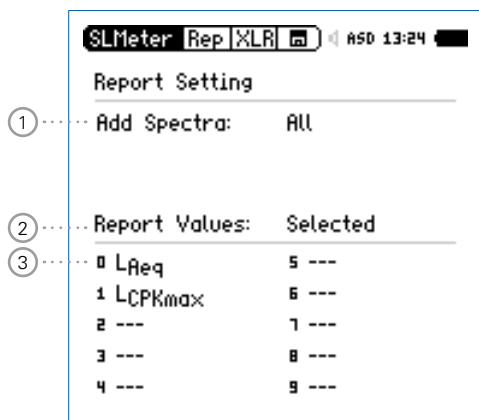 SLMeter Rep XLR ASD 13:24
Report Setting
1 Add Spectra: All
2 Report Values: Selected
3 0 LAeq 5 ---
1 LCPKmax 6 ---
2 --- 7 ---
3 --- 8 ---
4 --- 9 ---